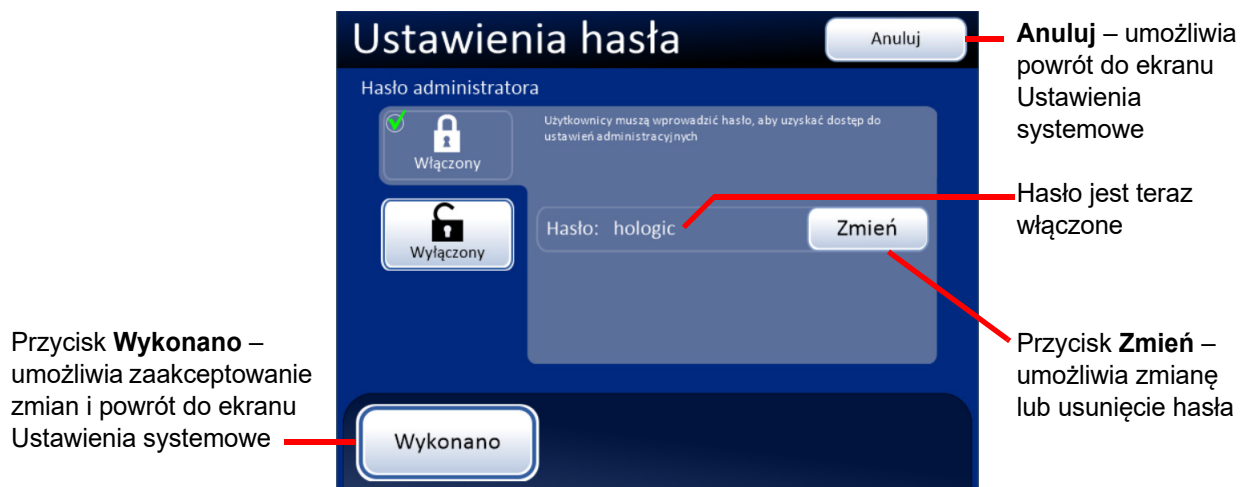 Ustawienia hasła
Anuluj
Hasło administratora
Włączony
Użytkownicy muszą wprowadzić hasło, aby uzyskać dostęp do
ustawień administracyjnych
Wyłączony
Hasło: hologic
Zmień
Wykonano
Anuluj – umożliwia
powrót do ekranu
Ustawienia
systemowe
Hasło jest teraz
włączone
Przycisk Zmień –
umożliwia zmianę
lub usunięcie hasła
Przycisk Wykonano –
umożliwia zaakceptowanie
zmian i powrót do ekranu
Ustawienia systemowe